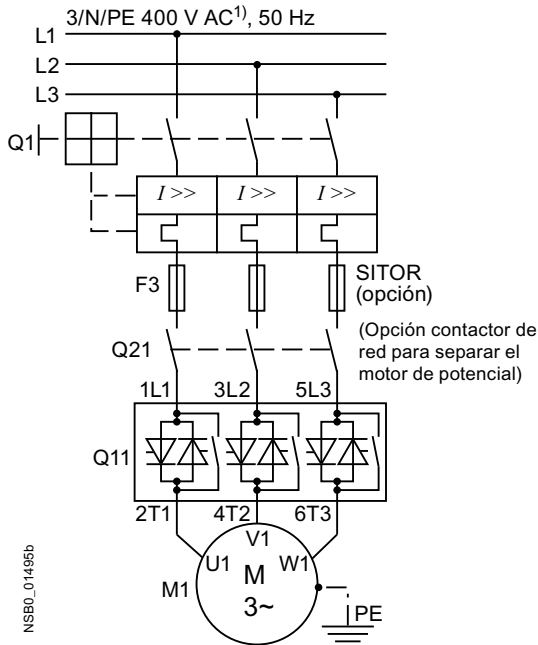 3/N/PE 400 V AC1), 50 Hz
L1
L2
L3
Q1
I >> I >> I >>
F3
SITOR
(opción)
(Opción contactor de
red para separar el
motor de potencial)
Q21
1L1 3L2 5L3
Q11
2T1 4T2 6T3
U1 V1 W1
M1
M
3~
PE
NSB0_01495b